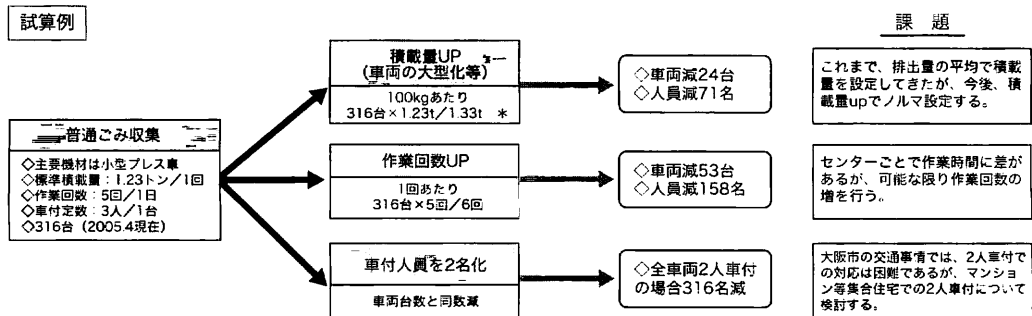 試算例
課 題
普通ごみ収集
◇主要機材は小型プレス車
◇標準積載量：1.23トン／1回
◇作業回数：5回／1日
◇車付定数：3人／1台
◇316台（2005.4現在）
積載量UP
（車両の大型化等）
100kgあたり
316台×1.23t／1.33t ＊
◇車両減24台
◇人員減71名
これまで、排出量の平均で積載
量を設定してきたが、今後、積
載量upでノルマ設定する。
作業回数UP
1回あたり
316台×5回／6回
◇車両減53台
◇人員減158名
センターごとで作業時間に差が
あるが、可能な限り作業回数の
増を行う。
車付人員を2名化
車両台数と同数減
◇全車両2人車付
の場合316名減
大阪市の交通事情では、2人車付で
の対応は困難であるが、マンショ
ン等集合住宅での2人車付について
検討する。